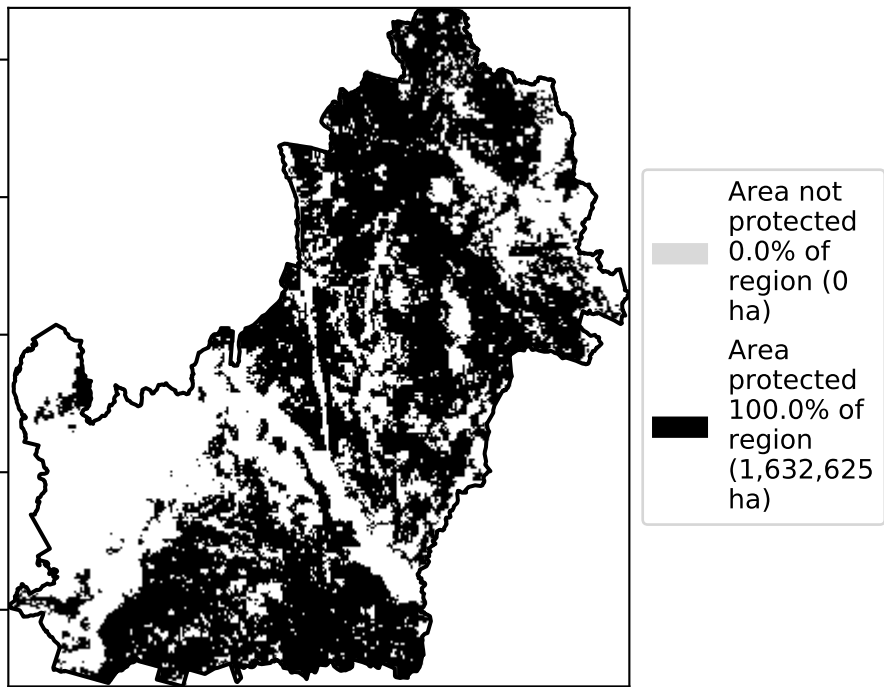 Area not
protected
0.0% of
region (0
ha)
Area
protected
100.0% of
region
(1,632,625
ha)